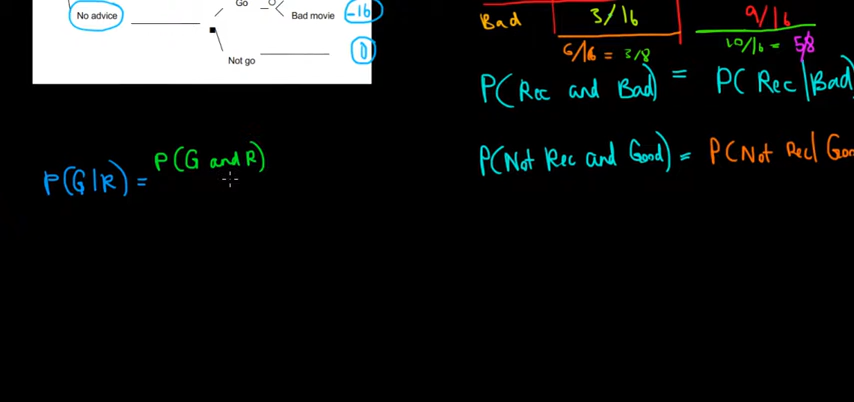 Go
No advice
Bad movie
-16
Not go
0
Bad 3/16 9/16
6/16 = 3/8 10/16 = 5/8
P(Rec and Bad) = P(Rec|Bad)
P(Not Rec and Good) = P(Not Rec|Goo
P(G|R) = P(G and R)